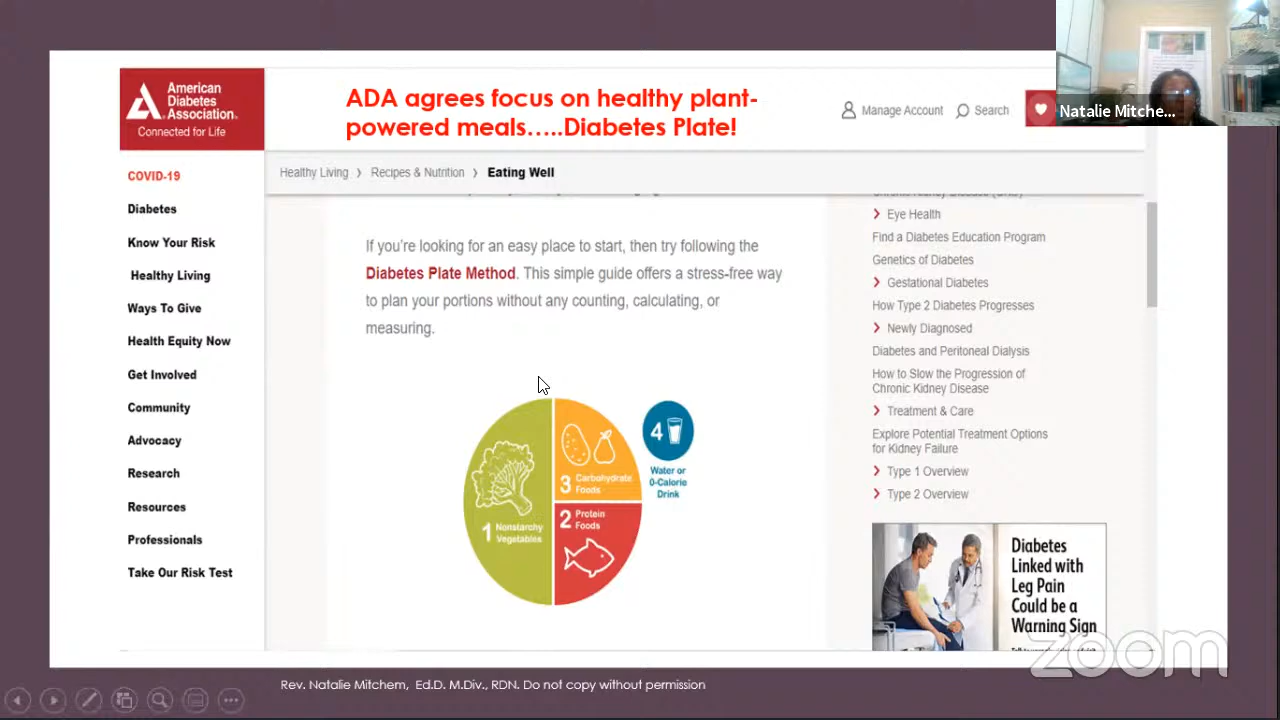 American
Diabetes
Association®
Connected for Life
ADA agrees focus on healthy plant-
powered meals…..Diabetes Plate!
Manage Account
Search
Natalie Mitche...
COVID-19
Diabetes
Know Your Risk
Healthy Living
Ways To Give
Health Equity Now
Get Involved
Community
Advocacy
Research
Resources
Professionals
Take Our Risk Test
Healthy Living > Recipes & Nutrition > Eating Well
If you're looking for an easy place to start, then try following the
Diabetes Plate Method. This simple guide offers a stress-free way
to plan your portions without any counting, calculating, or
measuring.
1 Nonstarchy
Vegetables
3 Carbohydrate
Foods
2 Protein
Foods
4
Water or
0-Calorie
Drink
Eye Health
Find a Diabetes Education Program
Genetics of Diabetes
Gestational Diabetes
How Type 2 Diabetes Progresses
Newly Diagnosed
Diabetes and Peritoneal Dialysis
How to Slow the Progression of
Chronic Kidney Disease
Treatment & Care
Explore Potential Treatment Options
for Kidney Failure
Type 1 Overview
Type 2 Overview
Diabetes
Linked with
Leg Pain
Could be a
Warning Sign
zoom
Rev. Natalie Mitchem, Ed.D. M.Div., RDN. Do not copy without permission